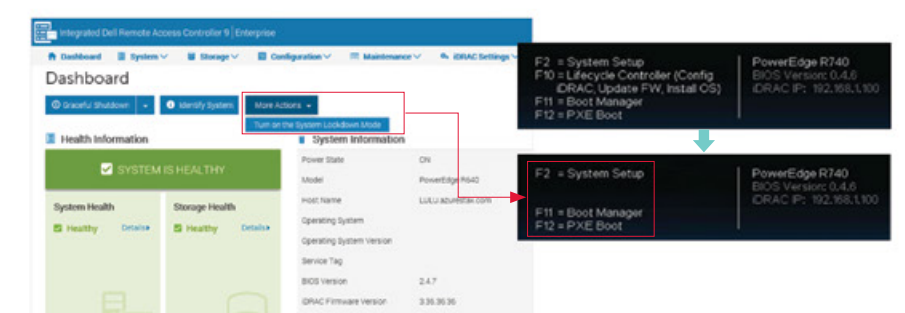 Integrated Dell Remote Access Controller 9 | Enterprise
Dashboard System Storage Configuration Maintenance iDRAC Settings
Dashboard
Graceful Shutdown Identify System More Actions
Turn on the System Lockdown Mode
Health Information
SYSTEM IS HEALTHY
System Health
Healthy Details
Storage Health
Healthy Details
System Information
Power State ON
Model PowerEdge R640
Host Name LULU.azurestak.com
Operating System
Operating System Version
Service Tag
BIOS Version 2.4.7
iDRAC Firmware Version 3.36.36.36
F2 = System Setup
F10 = Lifecycle Controller (Config
iDRAC, Update FW, Install OS)
F11 = Boot Manager
F12 = PXE Boot
PowerEdge R740
BIOS Version: 0.4.6
iDRAC IP: 192.168.1.100
F2 = System Setup
F11 = Boot Manager
F12 = PXE Boot
PowerEdge R740
BIOS Version: 0.4.6
iDRAC IP: 192.168.1.100